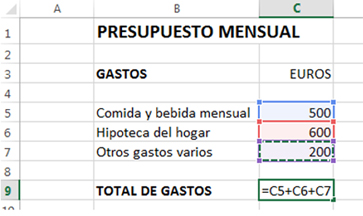 A B C
1 PRESUPUESTO MENSUAL
2
3 GASTOS EUROS
4
5 Comida y bebida mensual 500
6 Hipoteca del hogar 600
7 Otros gastos varios 200
8
9 TOTAL DE GASTOS =C5+C6+C7